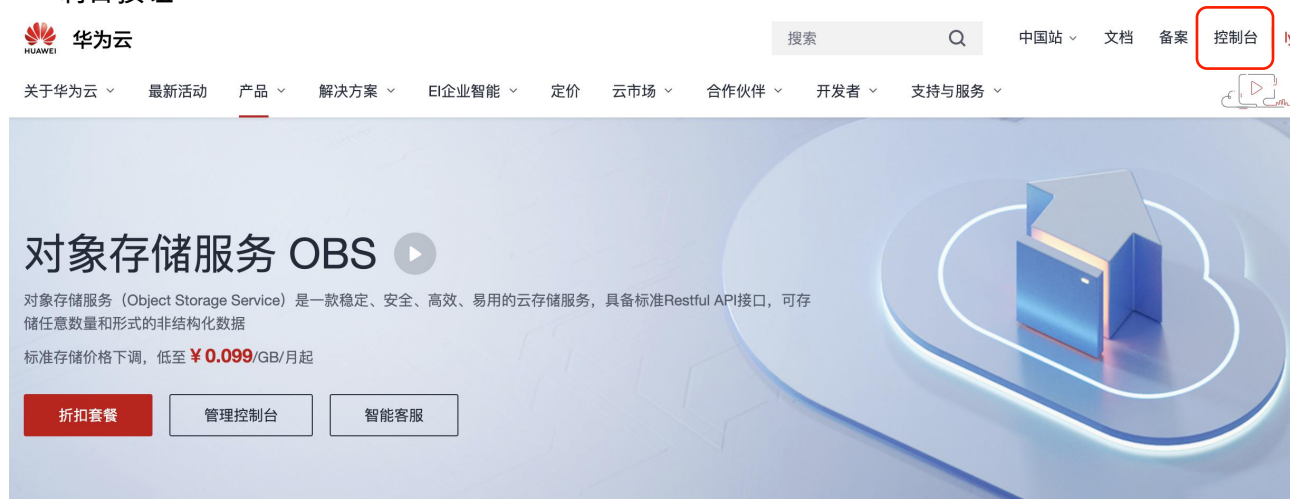 华为云
HUAWEI
搜索
中国站 文档 备案 控制台
关于华为云 最新活动 产品 解决方案 EI企业智能 定价 云市场 合作伙伴 开发者 支持与服务
对象存储服务 OBS
对象存储服务（Object Storage Service）是一款稳定、安全、高效、易用的云存储服务，具备标准Restful API接口，可存
储任意数量和形式的非结构化数据
标准存储价格下调，低至 ¥ 0.099/GB/月起
折扣套餐 管理控制台 智能客服